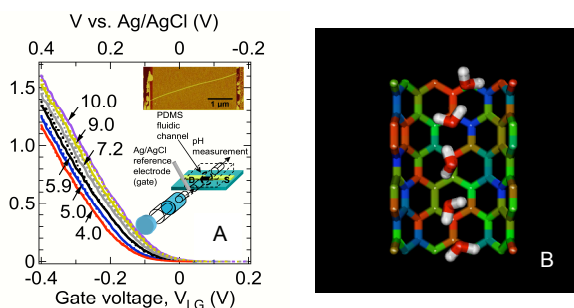 V vs. Ag/AgCl (V)
0.4 0.2 0 -0.2
1.5
1.0
0.5
0
1 µm
PDMS
fluidic
channel
Ag/AgCl
reference
electrode
(gate)
pH
measurement
D S
10.0
9.0
7.2
5.9
5.0
4.0
A
-0.4 -0.2 0.0 0.2
Gate voltage, VLG (V)
B